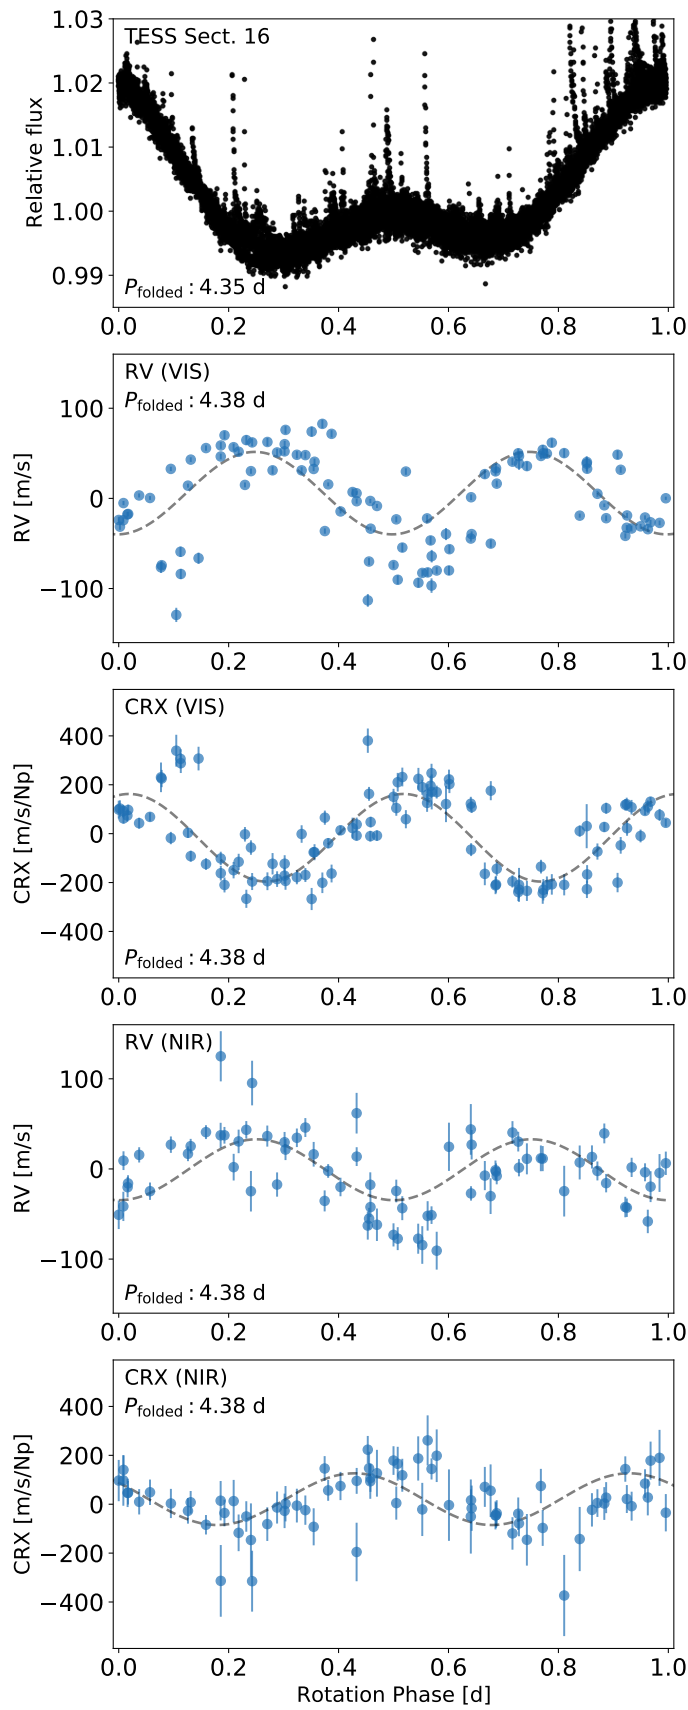 TESS Sect. 16
Relative flux
1.03
1.02
1.01
1.00
0.99
P_folded : 4.35 d
0.0 0.2 0.4 0.6 0.8 1.0
RV (VIS)
P_folded : 4.38 d
RV [m/s]
100
0
−100
0.0 0.2 0.4 0.6 0.8 1.0
CRX (VIS)
CRX [m/s/Np]
400
200
0
−200
−400
P_folded : 4.38 d
0.0 0.2 0.4 0.6 0.8 1.0
RV (NIR)
RV [m/s]
100
0
−100
P_folded : 4.38 d
0.0 0.2 0.4 0.6 0.8 1.0
CRX (NIR)
P_folded : 4.38 d
CRX [m/s/Np]
400
200
0
−200
−400
0.0 0.2 0.4 0.6 0.8 1.0
Rotation Phase [d]